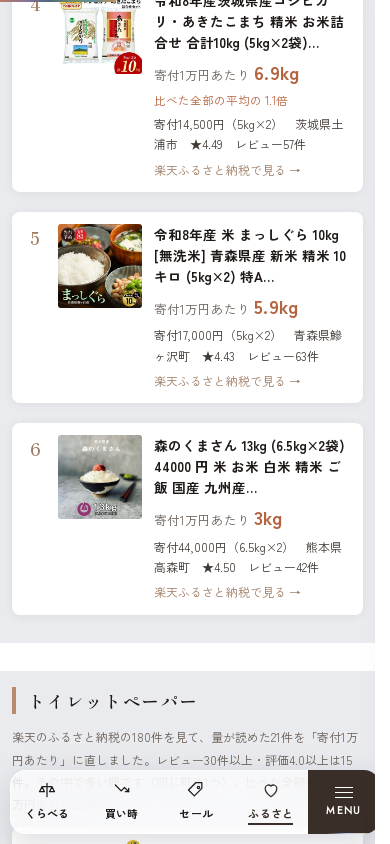 4
令和8年産茨城県産コシヒカ
リ・あきたこまち 精米 お米詰
合せ 合計10kg (5kg×2袋)...
寄付1万円あたり 6.9kg
比べた全部の平均の 1.1倍
寄付14,500円（5kg×2） 茨城県土
浦市 ★4.49 レビュー57件
楽天ふるさと納税で見る →
5
令和8年産 米 まっしぐら 10kg
[無洗米] 青森県産 新米 精米 10
キロ (5kg×2) 特A...
寄付1万円あたり 5.9kg
寄付17,000円（5kg×2） 青森県鰺
ヶ沢町 ★4.43 レビュー63件
楽天ふるさと納税で見る →
まっしぐら
6
森のくまさん 13kg (6.5kg×2袋)
44000 円 米 お米 白米 精米 ご
飯 国産 九州産...
寄付1万円あたり 3kg
寄付44,000円（6.5kg×2） 熊本県
高森町 ★4.50 レビュー42件
楽天ふるさと納税で見る →
森のくまさん
13kg
トイレットペーパー
楽天のふるさと納税の180件を見て、量が読めた21件を「寄付1万
円あたり」に直しました。レビュー30件以上・評価4.0以上は15
くらべる
買い時
セール
ふるさと
MENU